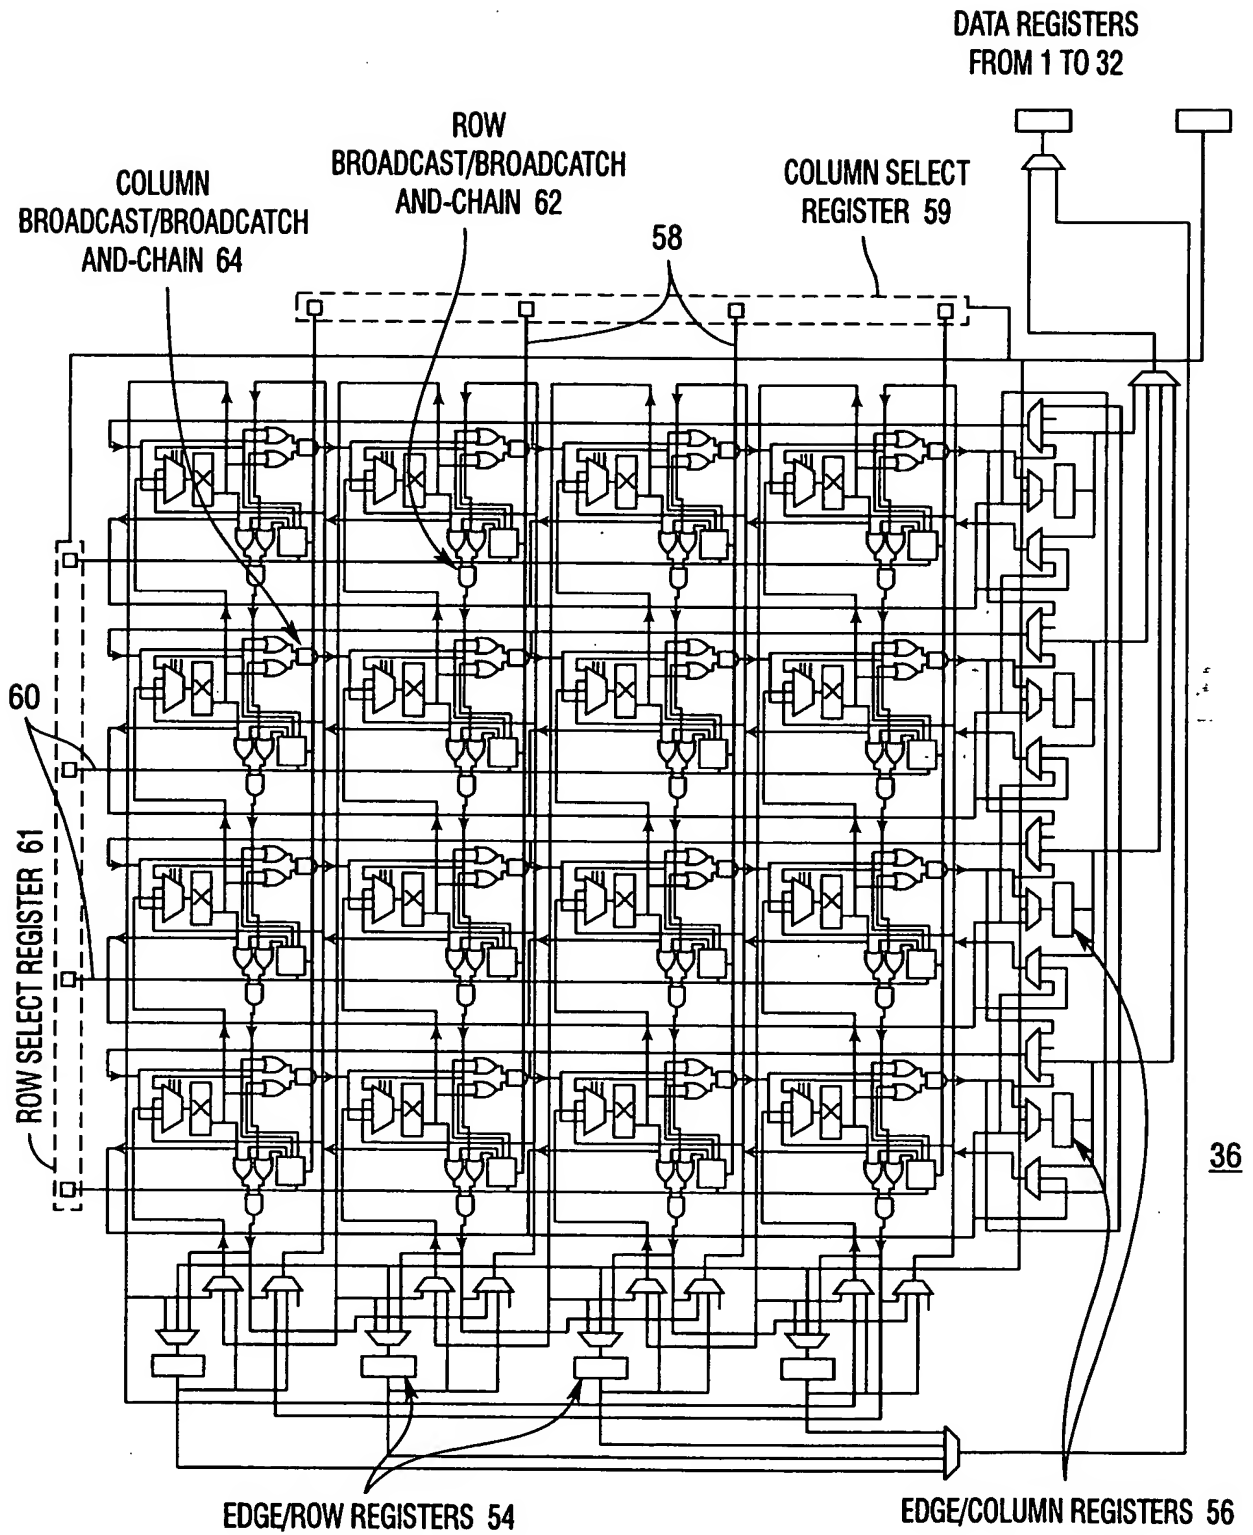 DATA REGISTERS
FROM 1 TO 32
ROW
BROADCAST/BROADCATCH
AND-CHAIN 62
COLUMN
BROADCAST/BROADCATCH
AND-CHAIN 64
COLUMN SELECT
REGISTER 59
58
60
ROW SELECT REGISTER 61
36
EDGE/ROW REGISTERS 54
EDGE/COLUMN REGISTERS 56